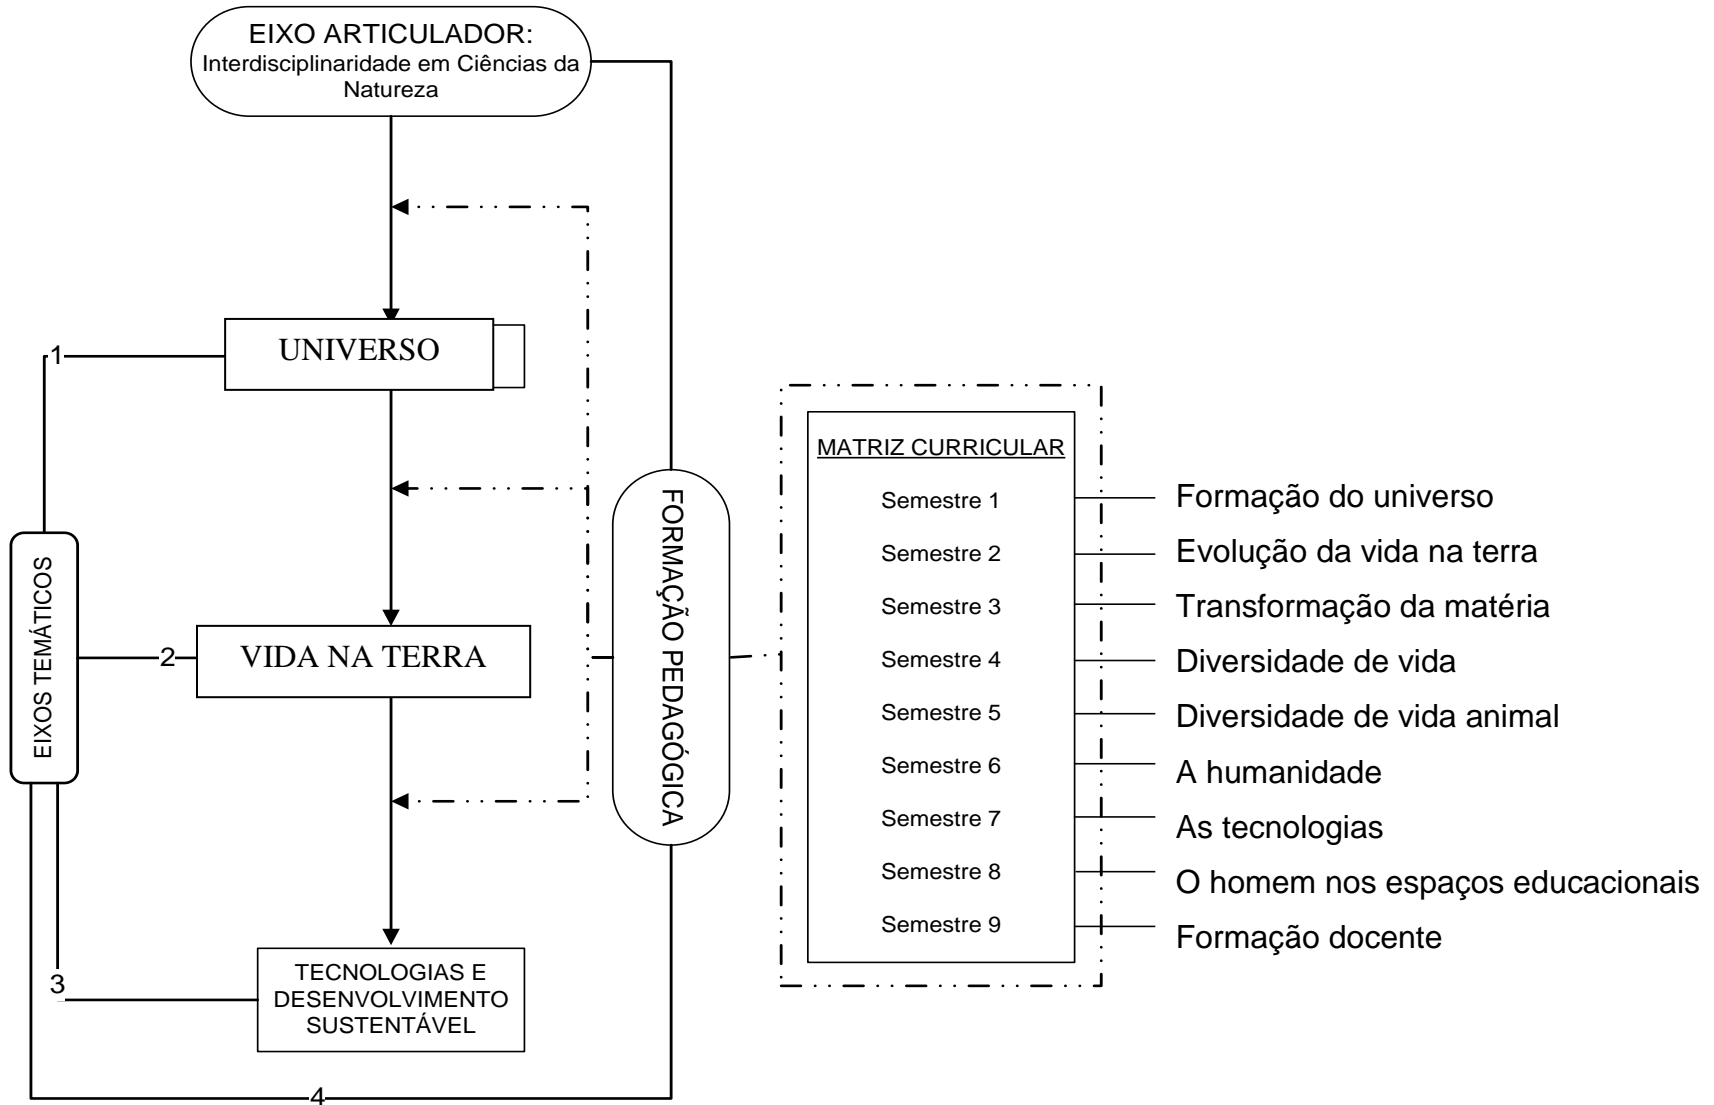 EIXO ARTICULADOR:
Interdisciplinaridade em Ciências da
Natureza
1
UNIVERSO
EIXOS TEMÁTICOS
2
VIDA NA TERRA
3
TECNOLOGIAS E
DESENVOLVIMENTO
SUSTENTÁVEL
4
FORMAÇÃO PEDAGÓGICA
MATRIZ CURRICULAR
Semestre 1
Formação do universo
Semestre 2
Evolução da vida na terra
Semestre 3
Transformação da matéria
Semestre 4
Diversidade de vida
Semestre 5
Diversidade de vida animal
Semestre 6
A humanidade
Semestre 7
As tecnologias
Semestre 8
O homem nos espaços educacionais
Semestre 9
Formação docente